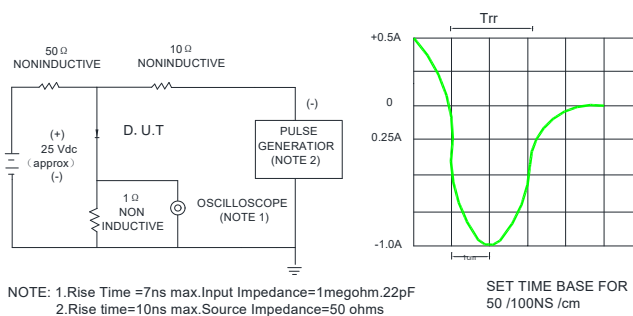 50 Ω
NONINDUCTIVE
10 Ω
NONINDUCTIVE
(+)
25 Vdc
(approx)
(-)
D. U.T
1 Ω
NON
INDUCTIVE
OSCILLOSCOPE
(NOTE 1)
(-)
PULSE
GENERATIOR
(NOTE 2)
Trr
+0.5A
0
0.25A
-1.0A
NOTE: 1.Rise Time =7ns max.Input Impedance=1megohm.22pF
2.Rise time=10ns max.Source Impedance=50 ohms
SET TIME BASE FOR
50 /100NS /cm